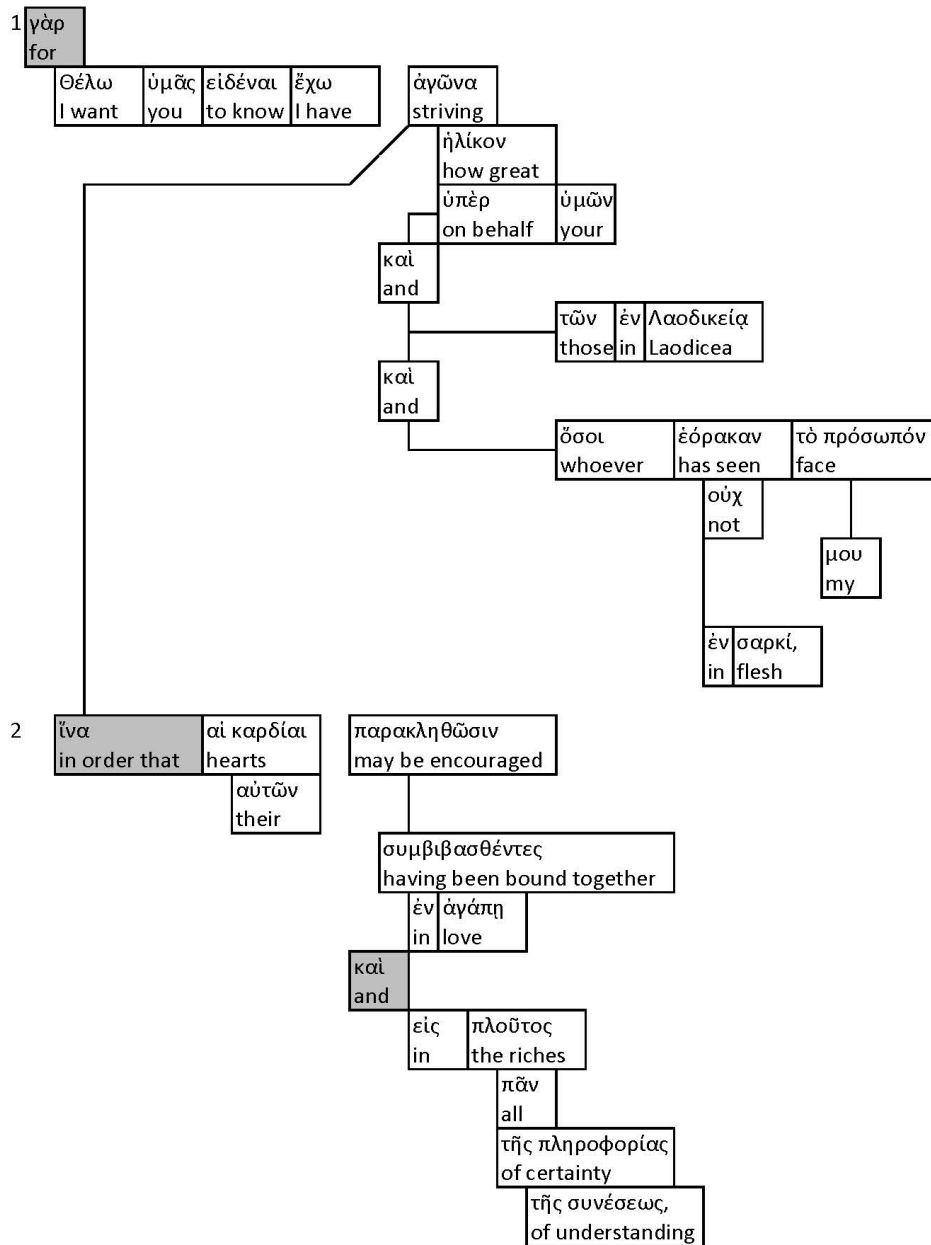 1 γὰρ
for
Θέλω ὑμᾶς εἰδέναι ἔχω ἀγῶνα
I want you to know I have striving
ἡλίκον
how great
ὑπὲρ ὑμῶν
on behalf your
καὶ
and
τῶν ἐν Λαοδικείᾳ
those in Laodicea
καὶ
and
ὅσοι ἑόρακαν τὸ πρόσωπόν
whoever has seen face
οὐχ
not
μου
my
ἐν σαρκί,
in flesh
2 ἵνα αἱ καρδίαι παρακληθῶσιν
in order that hearts may be encouraged
αὐτῶν
their
συμβιβασθέντες
having been bound together
ἐν ἀγάπῃ
in love
καὶ
and
εἰς πλοῦτος
in the riches
πᾶν
all
τῆς πληροφορίας
of certainty
τῆς συνέσεως,
of understanding